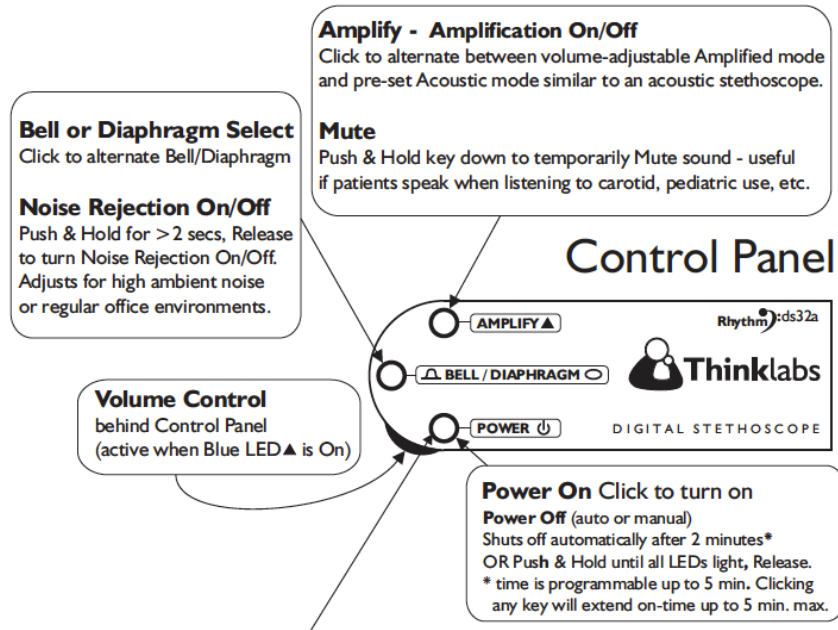 Amplify - Amplification On/Off
Click to alternate between volume-adjustable Amplified mode
and pre-set Acoustic mode similar to an acoustic stethoscope.
Mute
Push & Hold key down to temporarily Mute sound - useful
if patients speak when listening to carotid, pediatric use, etc.
Bell or Diaphragm Select
Click to alternate Bell/Diaphragm
Noise Rejection On/Off
Push & Hold for >2 secs, Release
to turn Noise Rejection On/Off.
Adjusts for high ambient noise
or regular office environments.
Control Panel
AMPLIFY▲
Rhythm:ds32a
BELL / DIAPHRAGM
Thinklabs
POWER
DIGITAL STETHOSCOPE
Volume Control
behind Control Panel
(active when Blue LED▲ is On)
Power On Click to turn on
Power Off (auto or manual)
Shuts off automatically after 2 minutes*
OR Push & Hold until all LEDs light, Release.
* time is programmable up to 5 min. Clicking
any key will extend on-time up to 5 min. max.